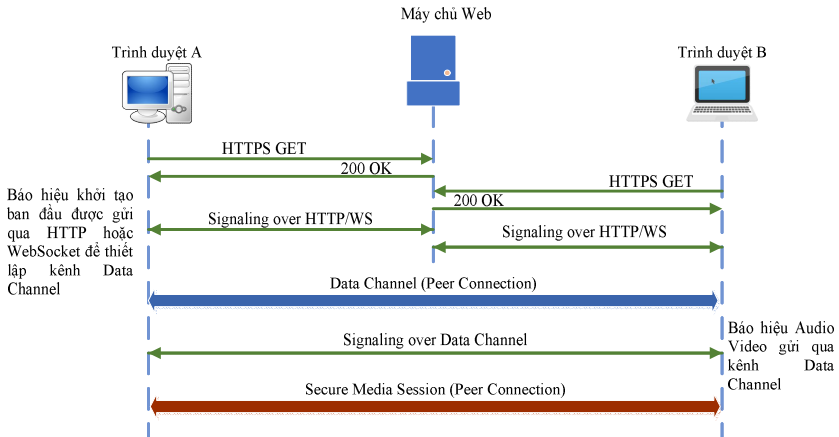 Máy chủ Web
Trình duyệt A
Trình duyệt B
HTTPS GET
200 OK
HTTPS GET
200 OK
Báo hiệu khởi tạo
ban đầu được gửi
qua HTTP hoặc
WebSocket để thiết
lập kênh Data
Channel
Signaling over HTTP/WS
Signaling over HTTP/WS
Data Channel (Peer Connection)
Signaling over Data Channel
Báo hiệu Audio
Video gửi qua
kênh Data
Channel
Secure Media Session (Peer Connection)